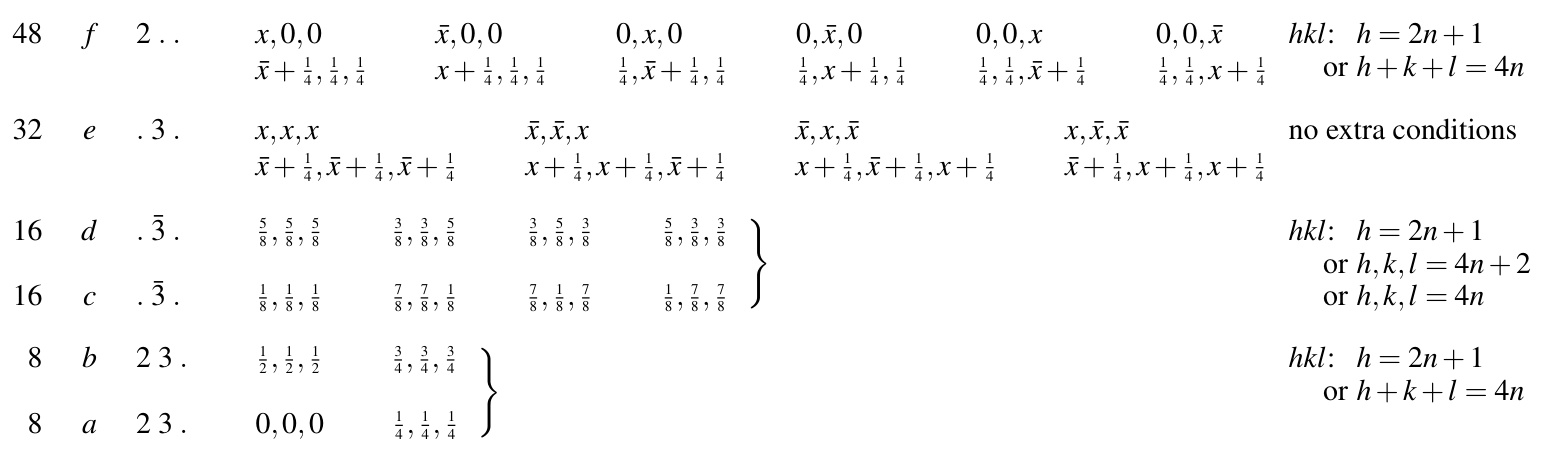 48 f 2 . . x,0,0 x̄,0,0 0,x,0 0,x̄,0 0,0,x 0,0,x̄ hkl: h = 2n + 1
x̄ + 1/4, 1/4, 1/4 x + 1/4, 1/4, 1/4 1/4, x̄ + 1/4, 1/4 1/4, x + 1/4, 1/4 1/4, 1/4, x̄ + 1/4 1/4, 1/4, x + 1/4 or h + k + l = 4n
32 e . 3 . x,x,x x̄,x̄,x x̄,x,x̄ x,x̄,x̄ no extra conditions
x̄ + 1/4, x̄ + 1/4, x̄ + 1/4 x + 1/4, x + 1/4, x̄ + 1/4 x + 1/4, x̄ + 1/4, x + 1/4 x̄ + 1/4, x + 1/4, x + 1/4
16 d . 3̄ . 5/8, 5/8, 5/8 3/8, 3/8, 5/8 3/8, 5/8, 3/8 5/8, 3/8, 3/8 hkl: h = 2n + 1
or h,k,l = 4n + 2
16 c . 3̄ . 1/8, 1/8, 1/8 7/8, 7/8, 1/8 7/8, 1/8, 7/8 1/8, 7/8, 7/8 or h,k,l = 4n
8 b 2 3 . 1/2, 1/2, 1/2 3/4, 3/4, 3/4 hkl: h = 2n + 1
or h + k + l = 4n
8 a 2 3 . 0,0,0 1/4, 1/4, 1/4